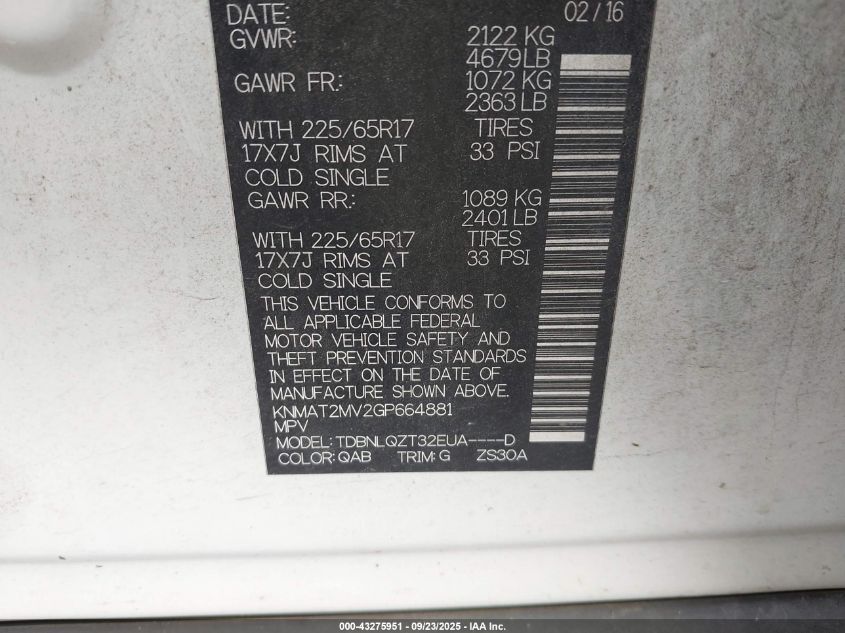 DATE: 02/16
GVWR: 2122 KG
4679LB
GAWR FR: 1072 KG
2363 LB
WITH 225/65R17 TIRES
17X7J RIMS AT 33 PSI
COLD SINGLE
GAWR RR: 1089 KG
2401LB
WITH 225/65R17 TIRES
17X7J RIMS AT 33 PSI
COLD SINGLE
THIS VEHICLE CONFORMS TO
ALL APPLICABLE FEDERAL
MOTOR VEHICLE SAFETY AND
THEFT PREVENTION STANDARDS
IN EFFECT ON THE DATE OF
MANUFACTURE SHOWN ABOVE.
KNMAT2MV2GP664881
MPV
MODEL: TDBNLQZT32EUA----D
COLOR: QAB TRIM: G ZS30A
000-43275951 - 09/23/2025 - IAA Inc.